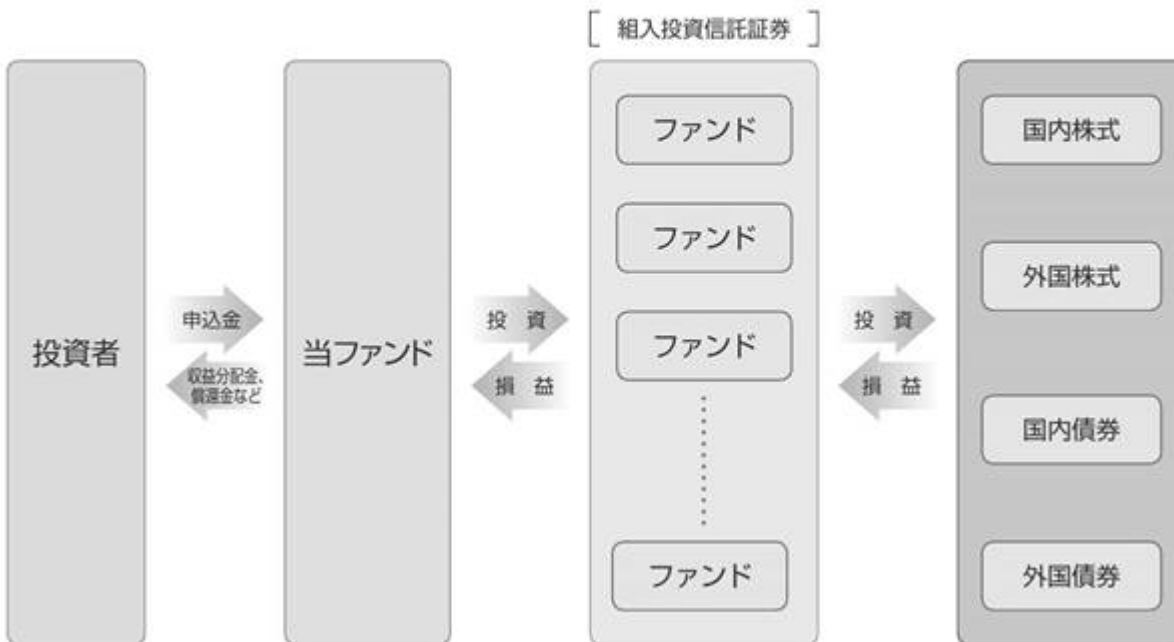 [ 組入投資信託証券 ]
投資者
申込金
収益分配金、
償還金など
当ファンド
投 資
損 益
ファンド
ファンド
ファンド
ファンド
投 資
損 益
国内株式
外国株式
国内債券
外国債券